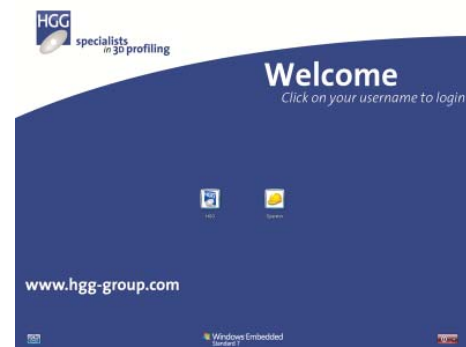 HGG
specialists
in 3D profiling
Welcome
Click on your username to login
HGG
www.hgg-group.com
Windows Embedded
Standard 7